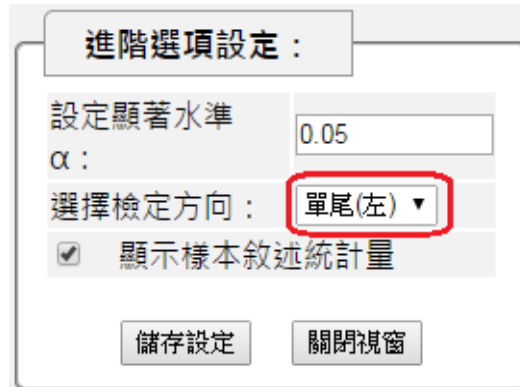 進階選項設定：
設定顯著水準
α：
0.05
選擇檢定方向：
單尾(左)
顯示樣本敘述統計量
儲存設定
關閉視窗